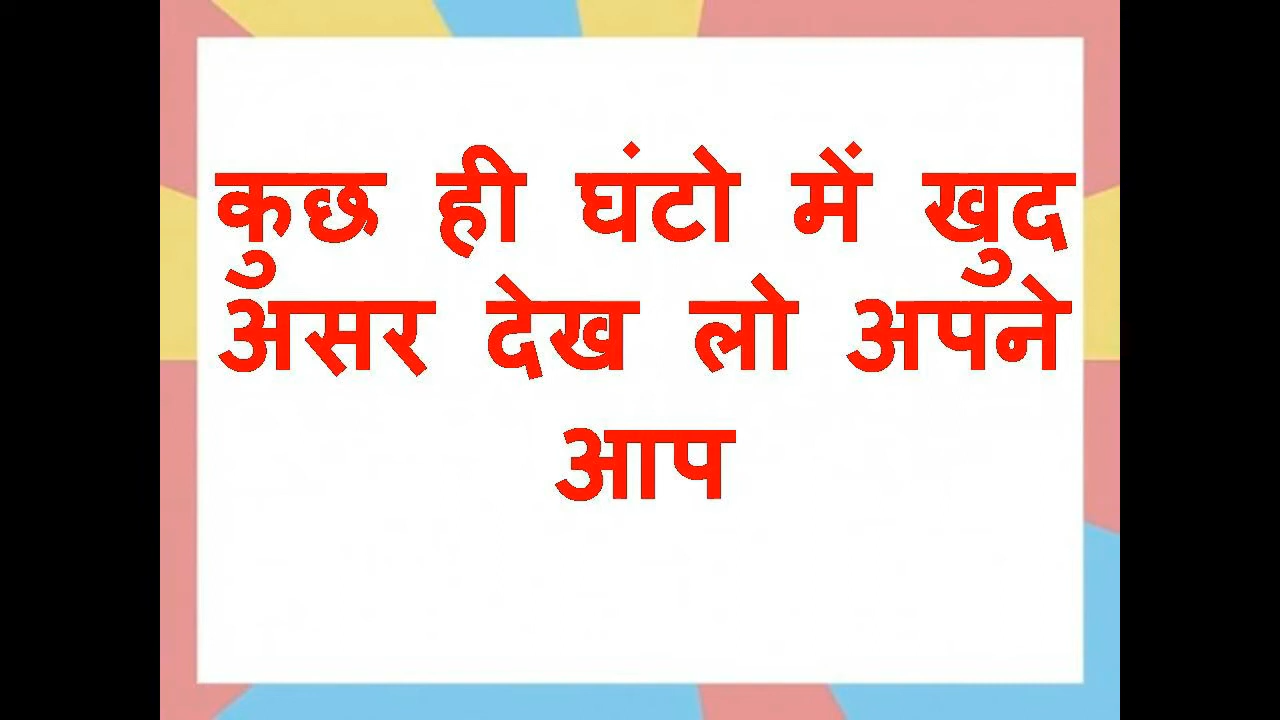 कुछ ही घंटो में खुद
असर देख लो अपने
आप